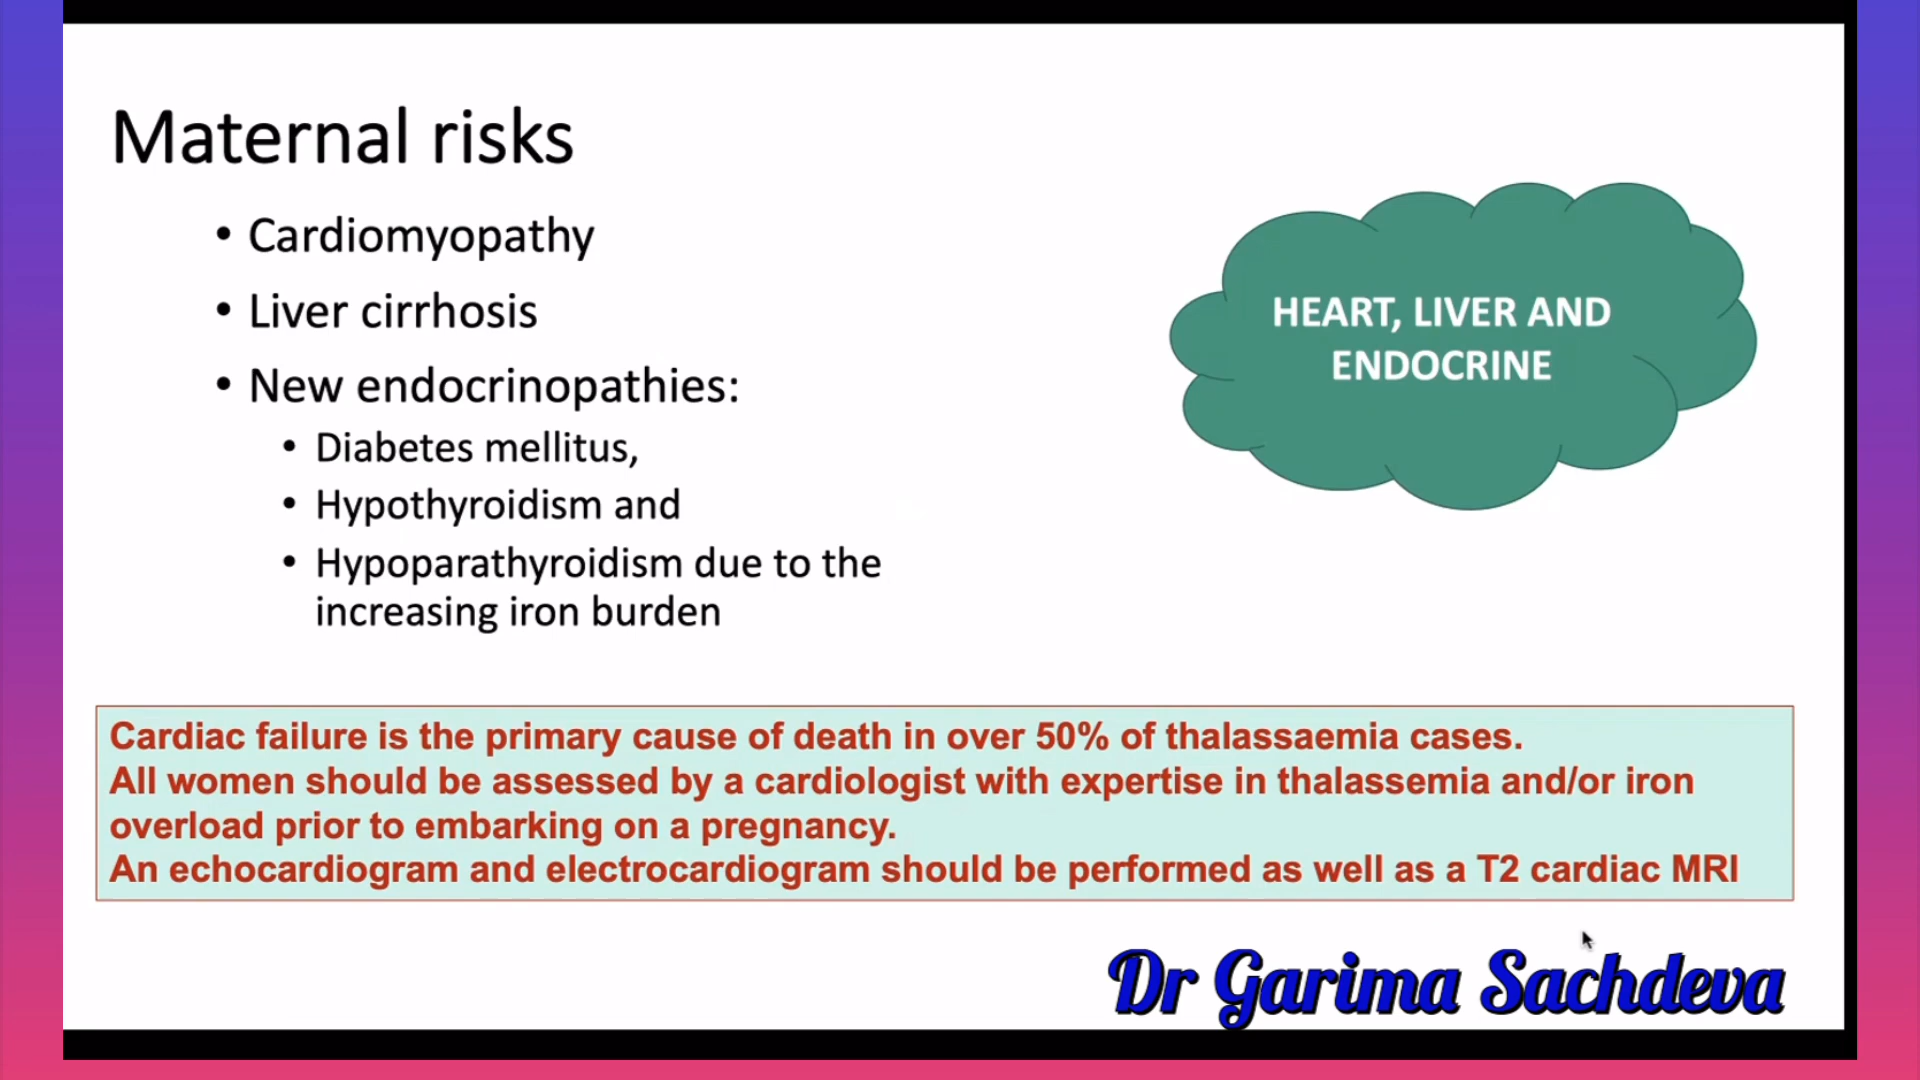 Maternal risks
• Cardiomyopathy
• Liver cirrhosis
• New endocrinopathies:
• Diabetes mellitus,
• Hypothyroidism and
• Hypoparathyroidism due to the
increasing iron burden
HEART, LIVER AND
ENDOCRINE
Cardiac failure is the primary cause of death in over 50% of thalassaemia cases.
All women should be assessed by a cardiologist with expertise in thalassemia and/or iron
overload prior to embarking on a pregnancy.
An echocardiogram and electrocardiogram should be performed as well as a T2 cardiac MRI
Dr Garima Sachdeva